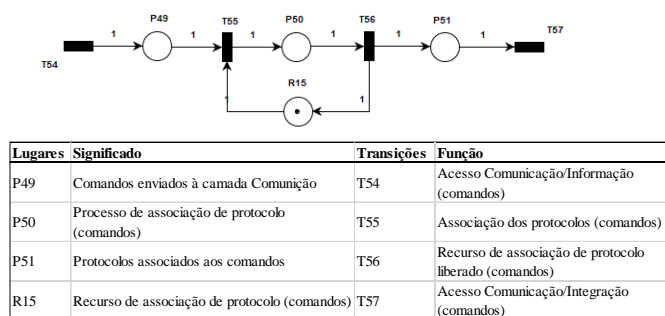 P49 T55 P50 T56 P51 T57
1 1 1 1 1 1
T54
R15
1 1
Lugares Significado Transições Função
P49 Comandos enviados à camada Comunição T54 Acesso Comunicação/Informação
(comandos)
P50 Processo de associação de protocolo
(comandos) T55 Associação dos protocolos (comandos)
P51 Protocolos associados aos comandos T56 Recurso de associação de protocolo
liberado (comandos)
R15 Recurso de associação de protocolo (comandos) T57 Acesso Comunicação/Integração
(comandos)